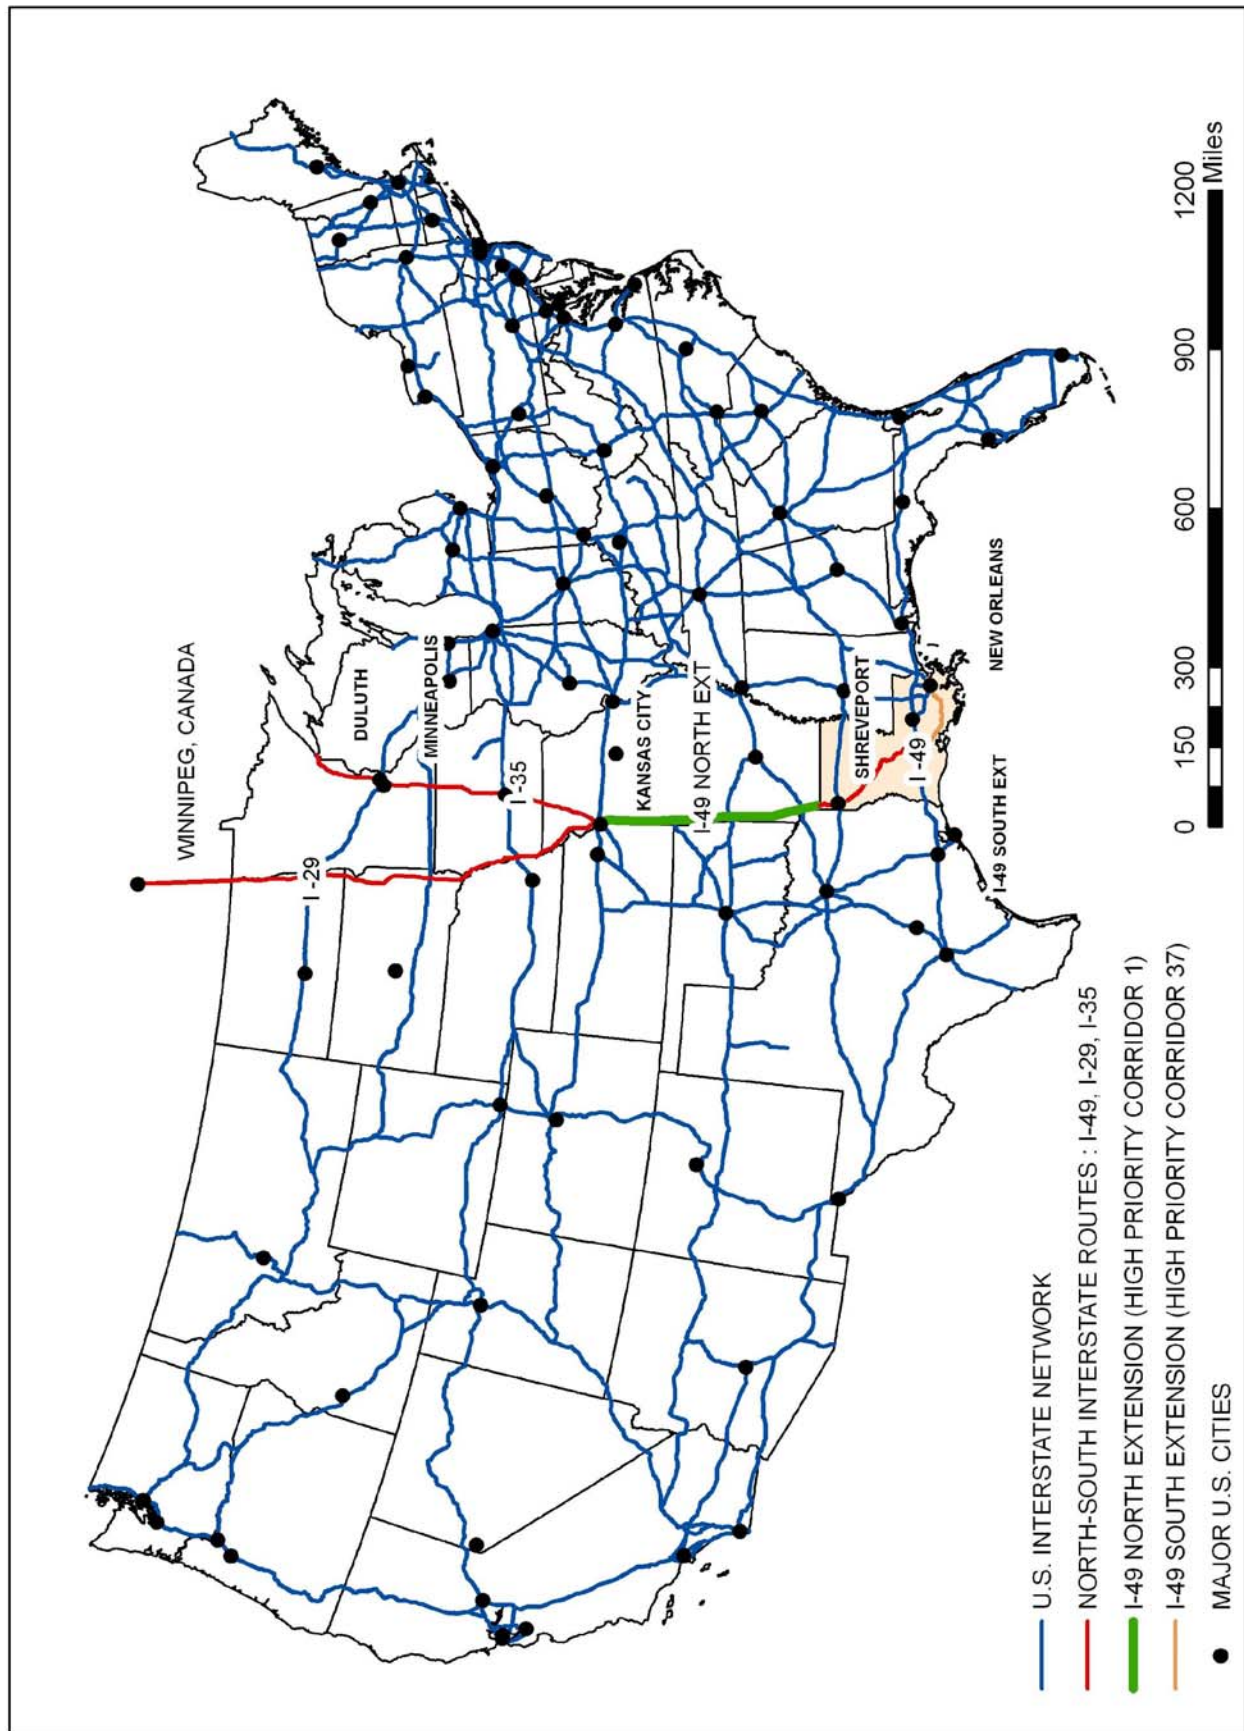 WINNIPEG, CANADA
DULUTH
I -29
MINNEAPOLIS
I-35
KANSAS CITY
I-49 NORTH EXT
SHREVEPORT
I -49
I-49 SOUTH EXT
NEW ORLEANS
U.S. INTERSTATE NETWORK
NORTH-SOUTH INTERSTATE ROUTES : I-49, I-29, I-35
I-49 NORTH EXTENSION (HIGH PRIORITY CORRIDOR 1)
I-49 SOUTH EXTENSION (HIGH PRIORITY CORRIDOR 37)
MAJOR U.S. CITIES
0 150 300 600 900 1200
Miles